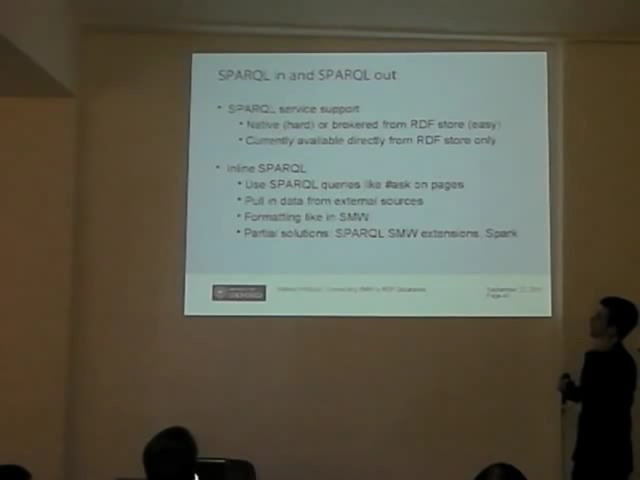 SPARQL in and SPARQL out
• SPARQL service support
• Native (hard) or brokered from RDF store (easy)
• Currently available directly from RDF store only
• Inline SPARQL
• Use SPARQL queries like #ask on pages
• Pull in data from external sources
• Formatting like in SMW
• Partial solutions: SPARQL SMW extensions, Spark
OXFORD